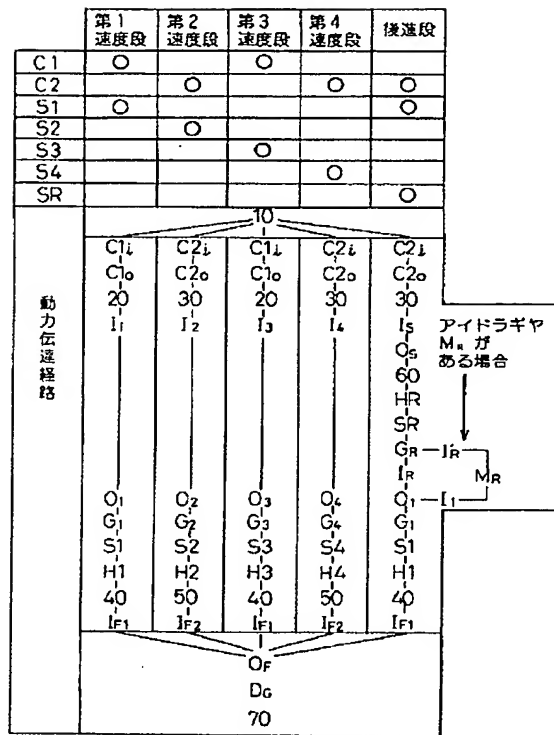 第1速度段 第2速度段 第3速度段 第4速度段 後進段
C1 O O
C2 O O O
S1 O O
S2 O
S3 O
S4 O
SR O
動力伝達経路
10
C1i C2i C1i C2i C2i
C1o C2o C1o C2o C2o
20 30 20 30 30
I1 I2 I3 I4 I5
O5
60
HR
SR
GR I'R
IR MR
O1 O2 O3 O4 O1 I1
G1 G2 G3 G4 G1
S1 S2 S3 S4 S1
H1 H2 H3 H4 H1
40 50 40 50 40
IF1 IF2 IF1 IF2 IF1
OF
DG
70
アイドラギヤ
MR が
ある場合